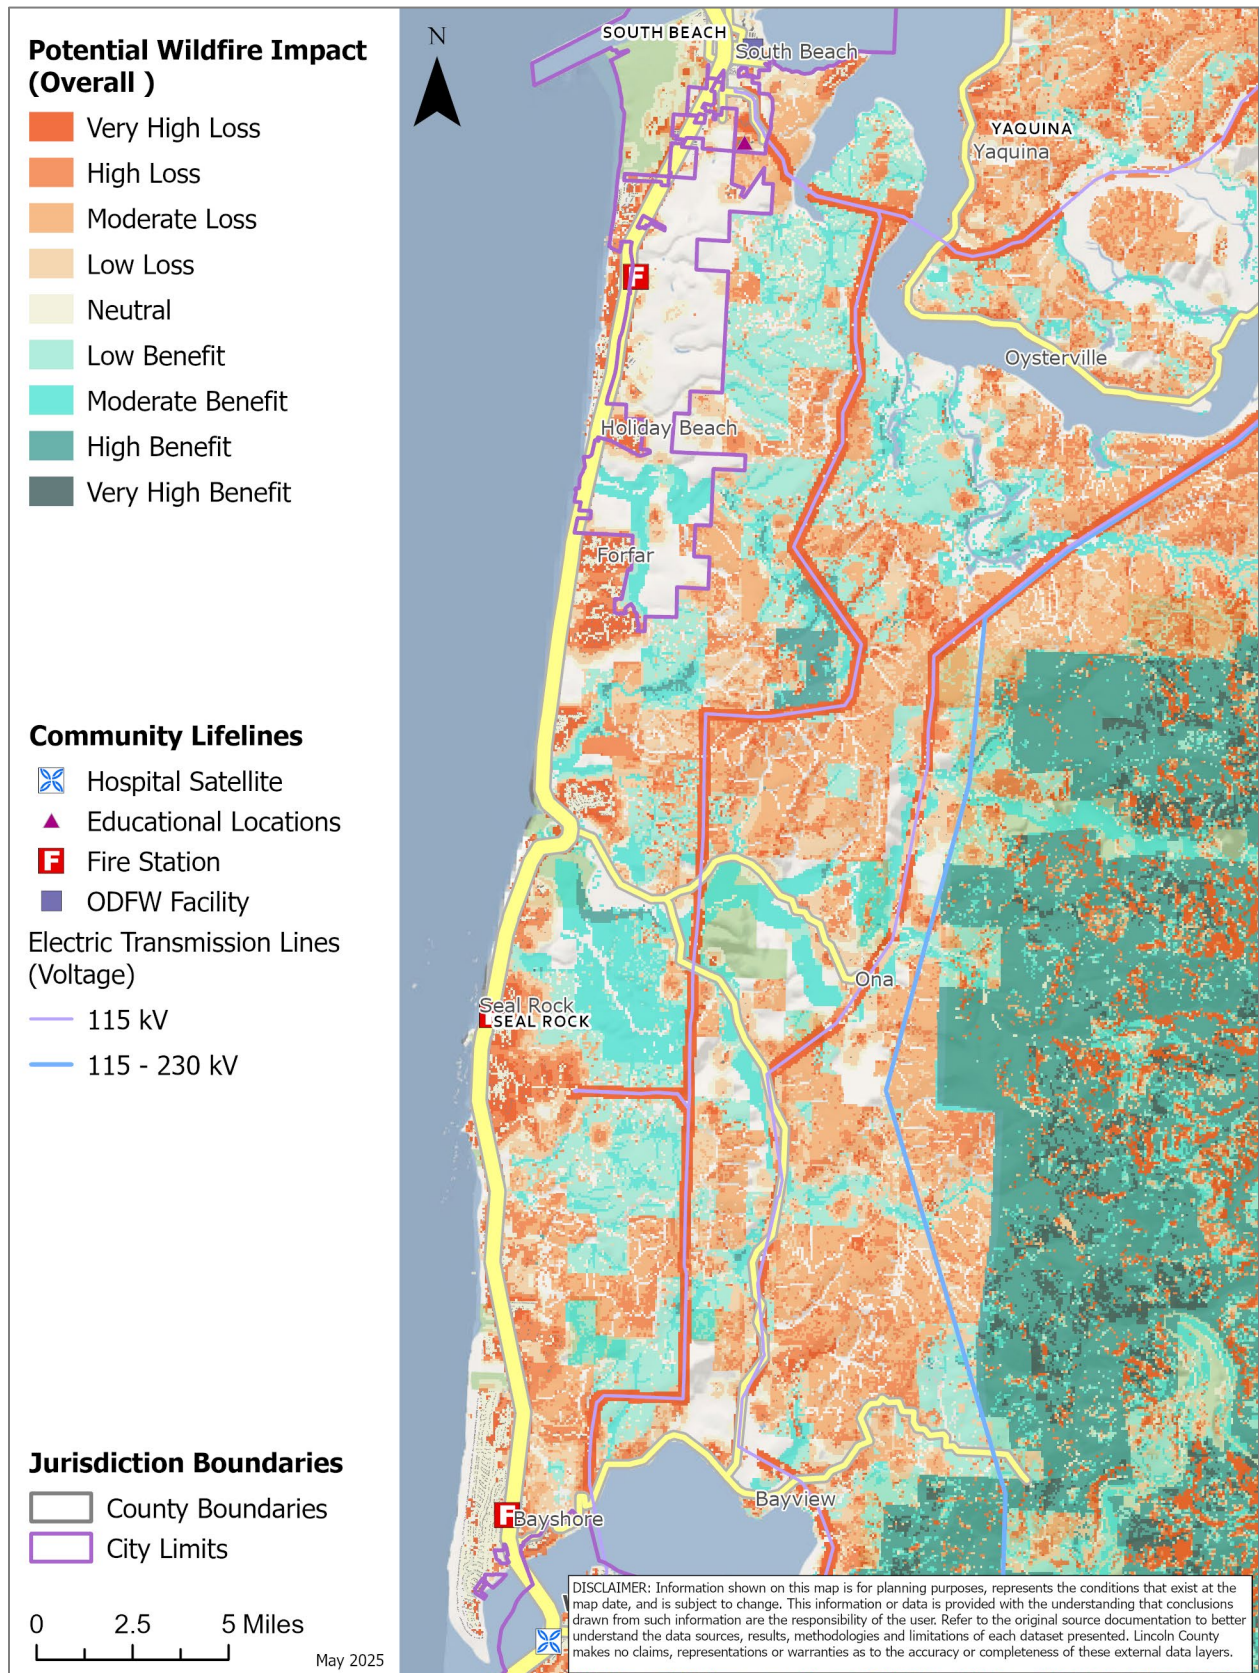 Potential Wildfire Impact
(Overall )
Very High Loss
High Loss
Moderate Loss
Low Loss
Neutral
Low Benefit
Moderate Benefit
High Benefit
Very High Benefit
Community Lifelines
Hospital Satellite
Educational Locations
F Fire Station
ODFW Facility
Electric Transmission Lines
(Voltage)
115 kV
115 - 230 kV
Jurisdiction Boundaries
County Boundaries
City Limits
0 2.5 5 Miles
May 2025
N
SOUTH BEACH
South Beach
YAQUINA
Yaquina
F
Oysterville
Holiday Beach
Forfar
Ona
Seal Rock
SEAL ROCK
Bayview
F
Bayshore
DISCLAIMER: Information shown on this map is for planning purposes, represents the conditions that exist at the
map date, and is subject to change. This information or data is provided with the understanding that conclusions
drawn from such information are the responsibility of the user. Refer to the original source documentation to better
understand the data sources, results, methodologies and limitations of each dataset presented. Lincoln County
makes no claims, representations or warranties as to the accuracy or completeness of these external data layers.